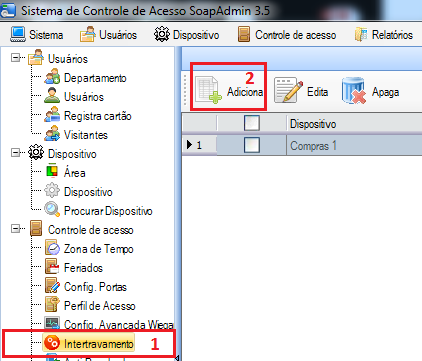 Sistema de Controle de Acesso SoapAdmin 3.5
Sistema Usuários Dispositivo Controle de acesso Relatórios
Usuários
Departamento
Usuários
Registra cartão
Visitantes
Dispositivo
Área
Dispositivo
Procurar Dispositivo
Controle de acesso
Zona de Tempo
Feriados
Config. Portas
Perfil de Acesso
Config. Avançada Wiega
Intertravamento 1
2
Adiciona Edita Apaga
Dispositivo
1 Compras 1